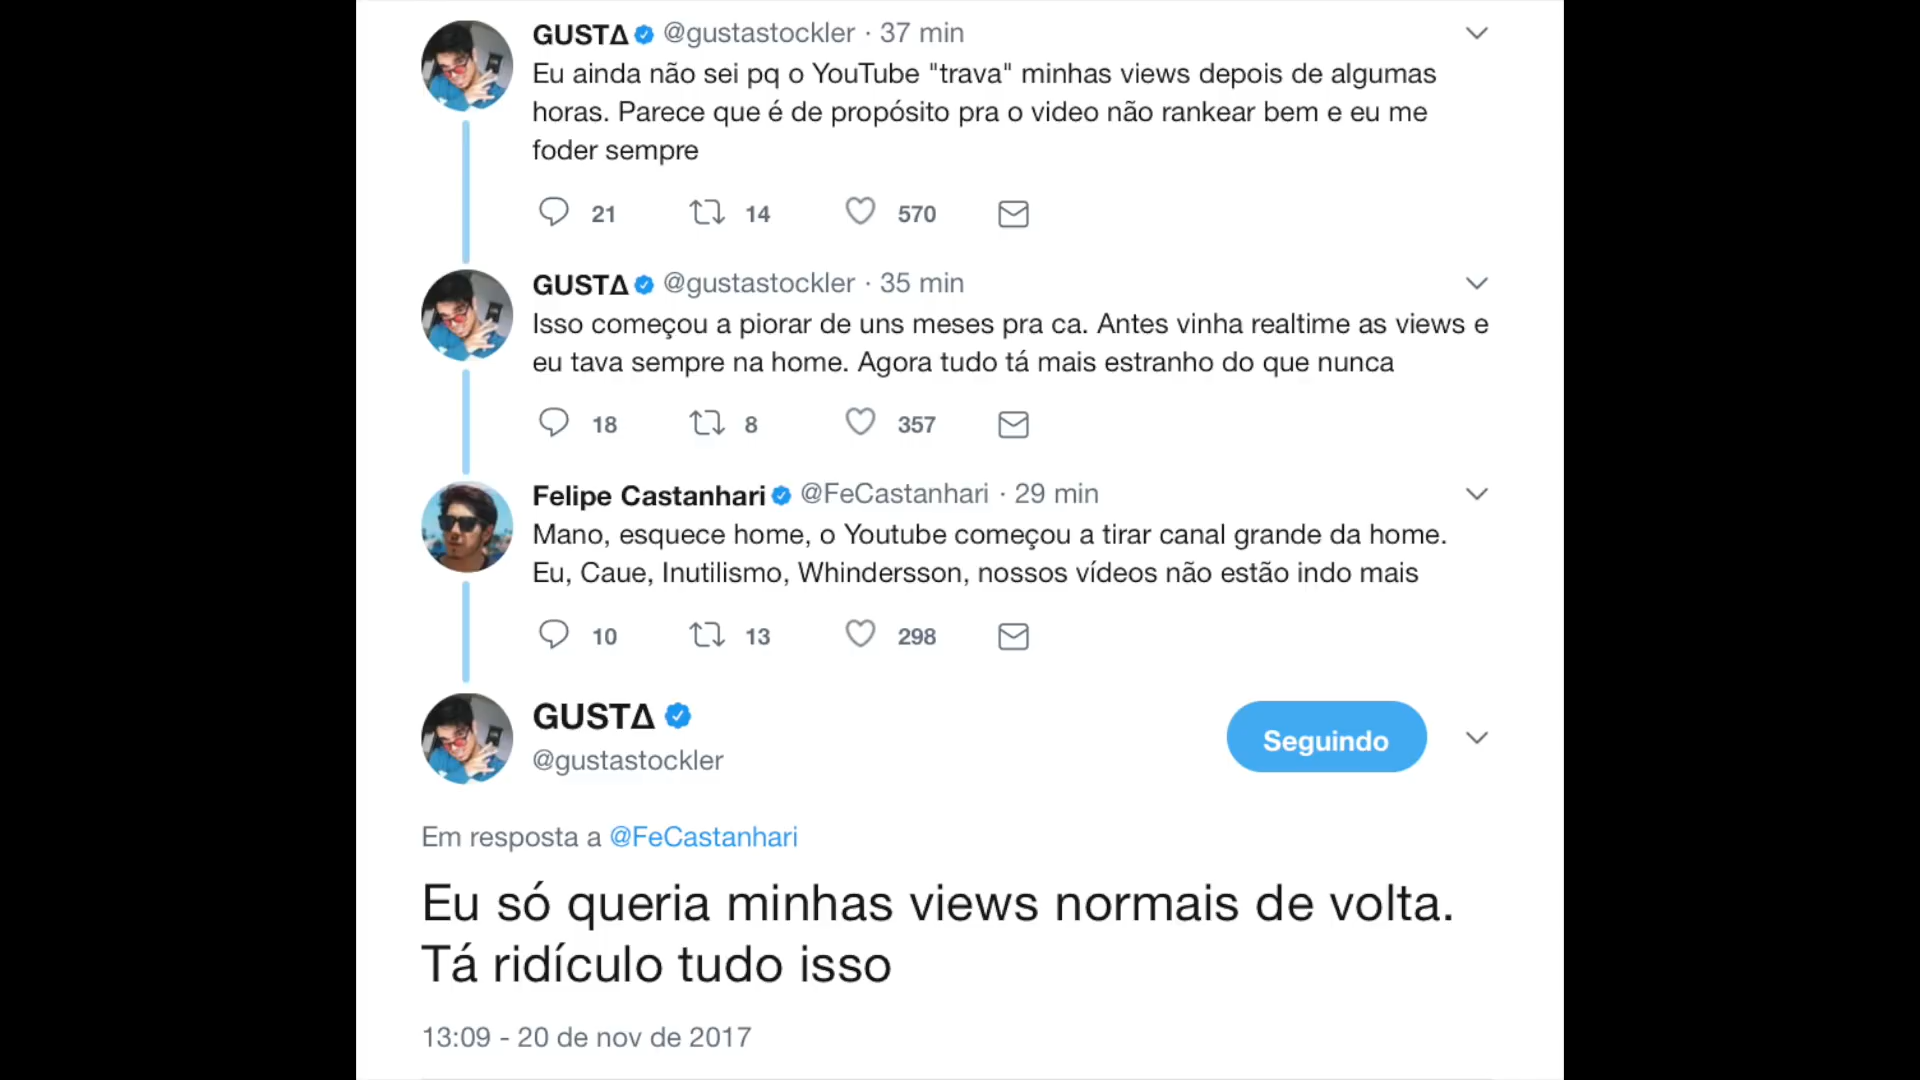 GUSTΔ @gustastockler · 37 min
Eu ainda não sei pq o YouTube "trava" minhas views depois de algumas
horas. Parece que é de propósito pra o video não rankear bem e eu me
foder sempre
21 14 570
GUSTΔ @gustastockler · 35 min
Isso começou a piorar de uns meses pra ca. Antes vinha realtime as views e
eu tava sempre na home. Agora tudo tá mais estranho do que nunca
18 8 357
Felipe Castanhari @FeCastanhari · 29 min
Mano, esquece home, o Youtube começou a tirar canal grande da home.
Eu, Caue, Inutilismo, Whindersson, nossos vídeos não estão indo mais
10 13 298
GUSTΔ
@gustastockler
Seguindo
Em resposta a @FeCastanhari
Eu só queria minhas views normais de volta.
Tá ridículo tudo isso
13:09 - 20 de nov de 2017